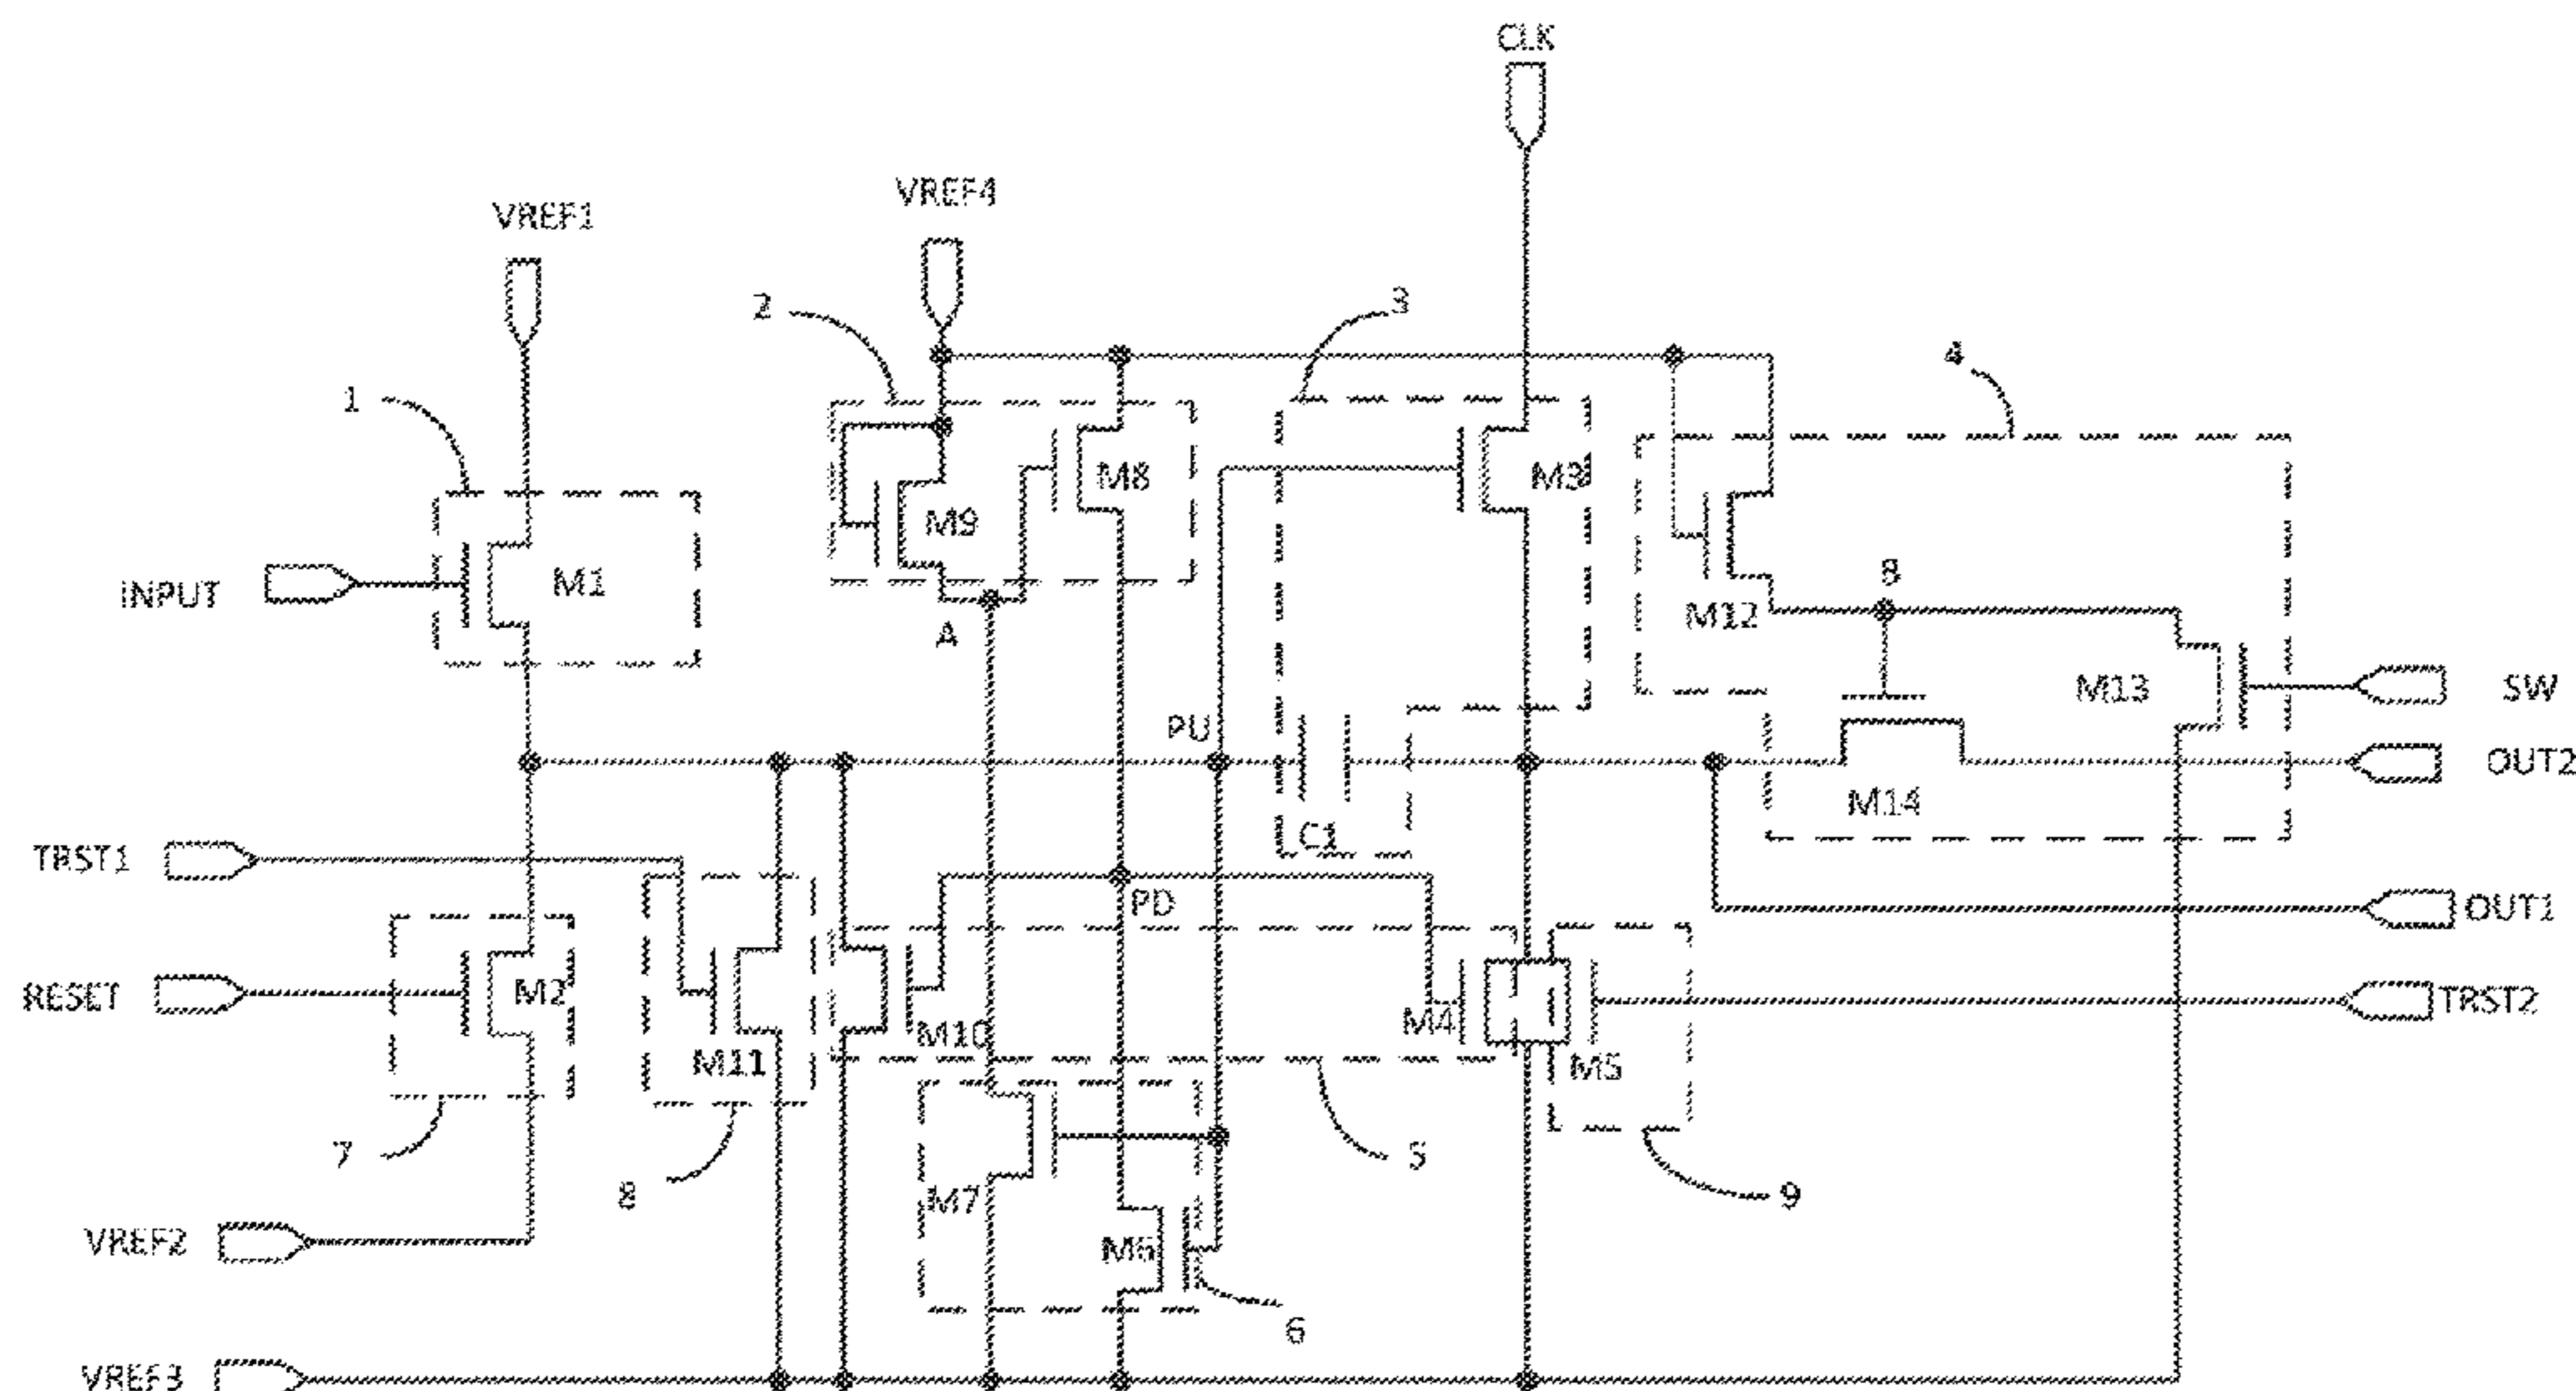 CLK
VREF4
VREF1
2
3
4
1
M8
M3
M9
M1
INPUT
B
M12
A
M13
SW
PU
OUT2
M14
C1
TRST1
PD
OUT1
RESET
M2
M10
M4
TRST2
M11
M5
7
5
8
M7
9
VREF2
M6
6
VREF3